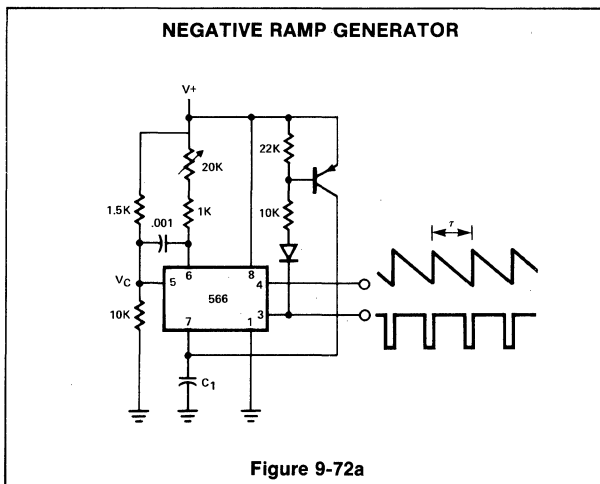 NEGATIVE RAMP GENERATOR
V+
22K
20K
10K
1.5K
.001
1K
VC
5
6
8
4
566
3
10K
7
1
C1
τ
Figure 9-72a